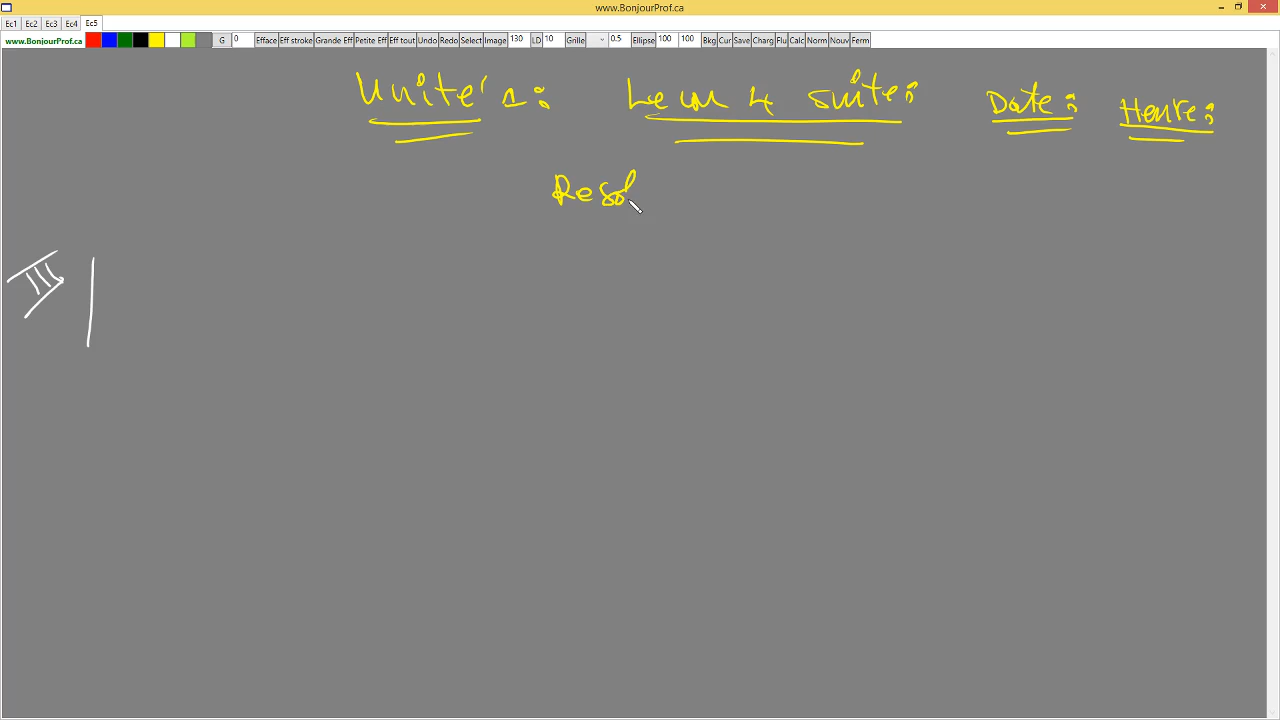 www.BonjourProf.ca
Ec1 Ec2 Ec3 Ec4 Ec5
www.BonjourProf.ca G 0 Efface Eff stroke Grande Eff Petite Eff Eff tout Undo Redo Select Image 130 LD 10 Grille 0.5 Ellipse 100 100 Bkg Cur Save Charg Flu Calc Norm Nouv Ferm
Unité 1: Leçon 4 suite: Date: Heure:
Resol
III